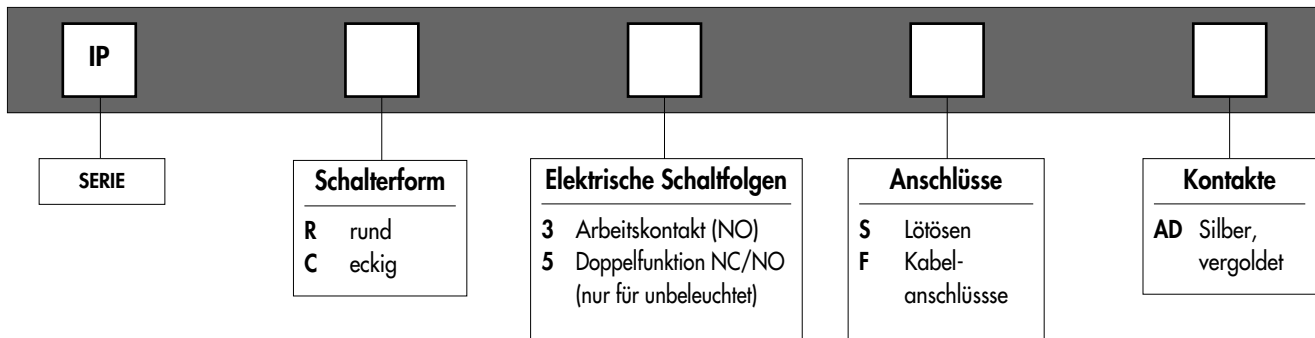 IP
SERIE
Schalterform
R rund
C eckig
Elektrische Schaltfolgen
3 Arbeitskontakt (NO)
5 Doppelfunktion NC/NO
(nur für unbeleuchtet)
Anschlüsse
S Lötösen
F Kabel-
anschlüssse
Kontakte
AD Silber,
vergoldet